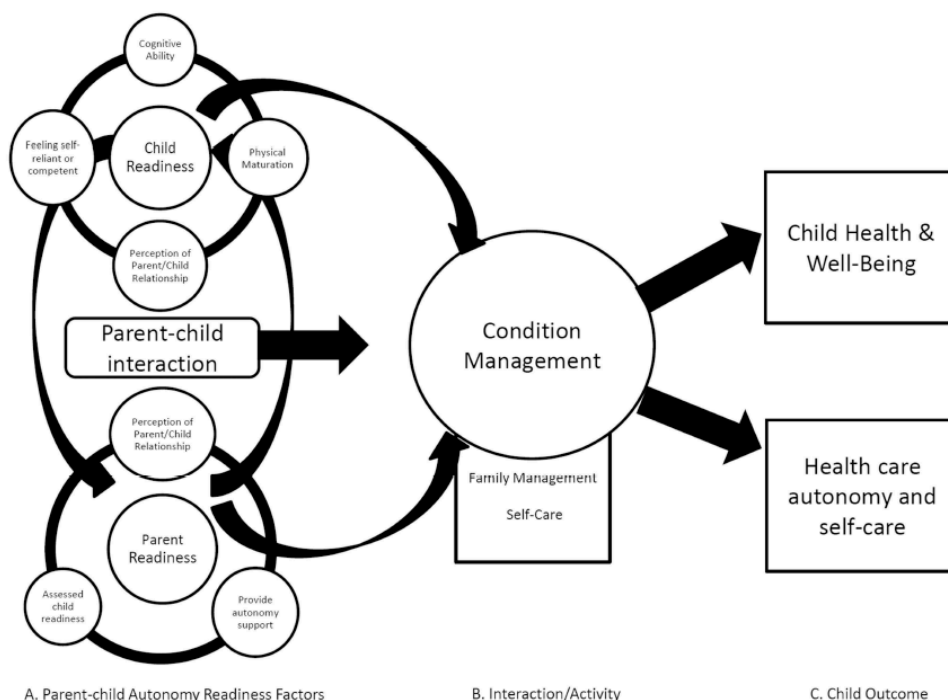 Cognitive
Ability
Feeling self-
reliant or
competent
Child
Readiness
Physical
Maturation
Perception of
Parent/Child
Relationship
Parent-child
interaction
Perception of
Parent/Child
Relationship
Parent
Readiness
Assessed
child
readiness
Provide
autonomy
support
Condition
Management
Family Management
Self-Care
Child Health &
Well-Being
Health care
autonomy and
self-care
A. Parent-child Autonomy Readiness Factors
B. Interaction/Activity
C. Child Outcome